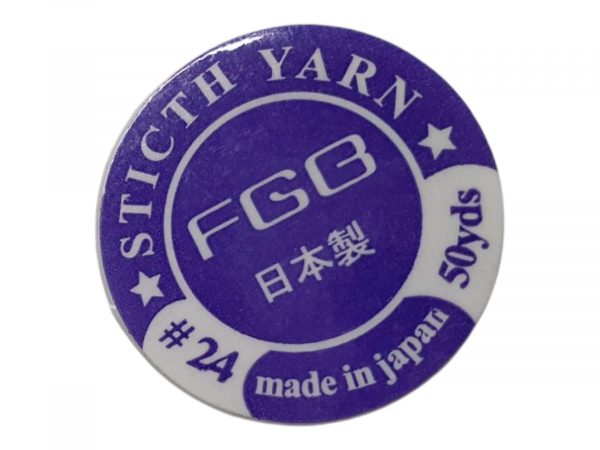 STICTH YARN
FGB
日本製
#24
made in japan
50yds